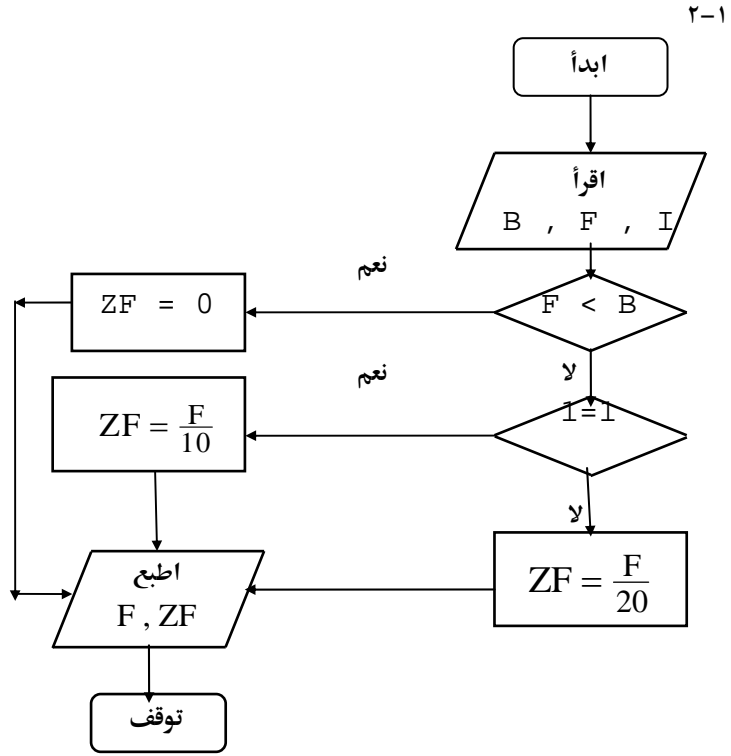 ٢-١
ابدأ
اقرأ
B , F , I
نعم
F < B
ZF = 0
لا
نعم
1=I
ZF = F/10
لا
ZF = F/20
اطبع
F , ZF
توقف